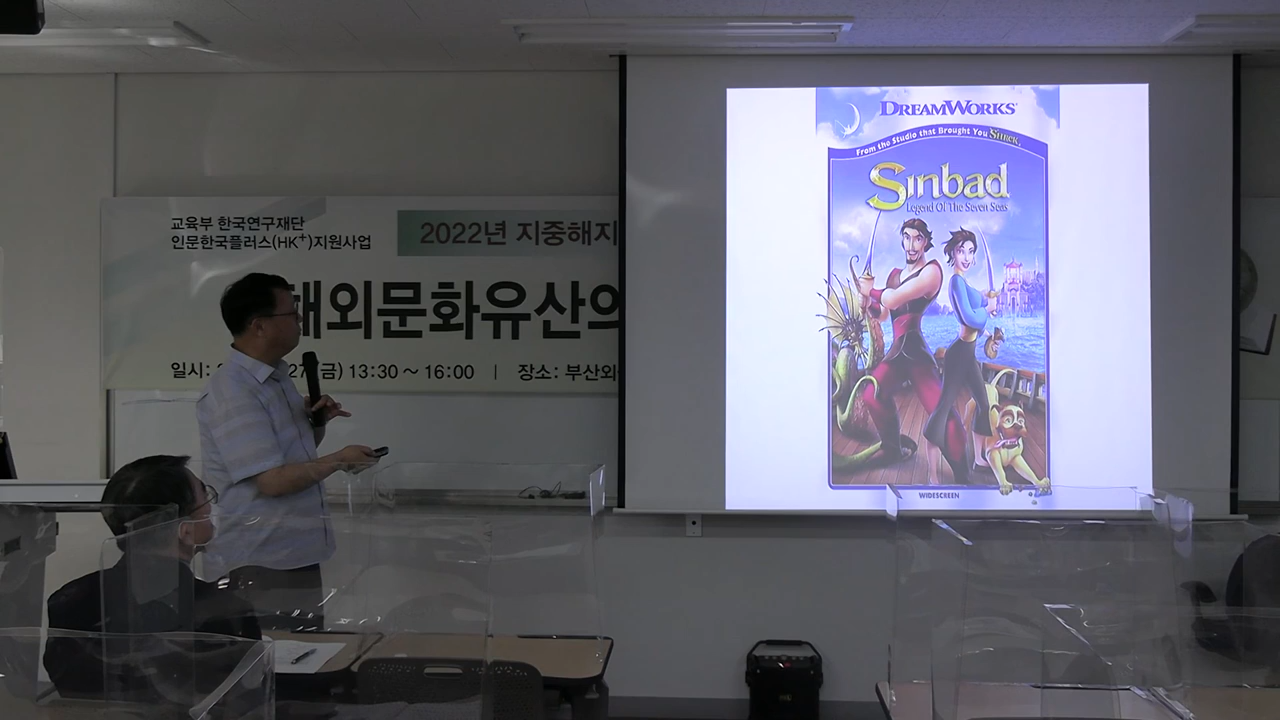 교육부 한국연구재단
인문한국플러스(HK+)지원사업
2022년 지중해지
해외문화유산의
일시: 27(금) 13:30 ~ 16:00 | 장소: 부산외
DREAMWORKS
From the Studio that Brought You SHREK
Sinbad
Legend Of The Seven Seas
WIDESCREEN